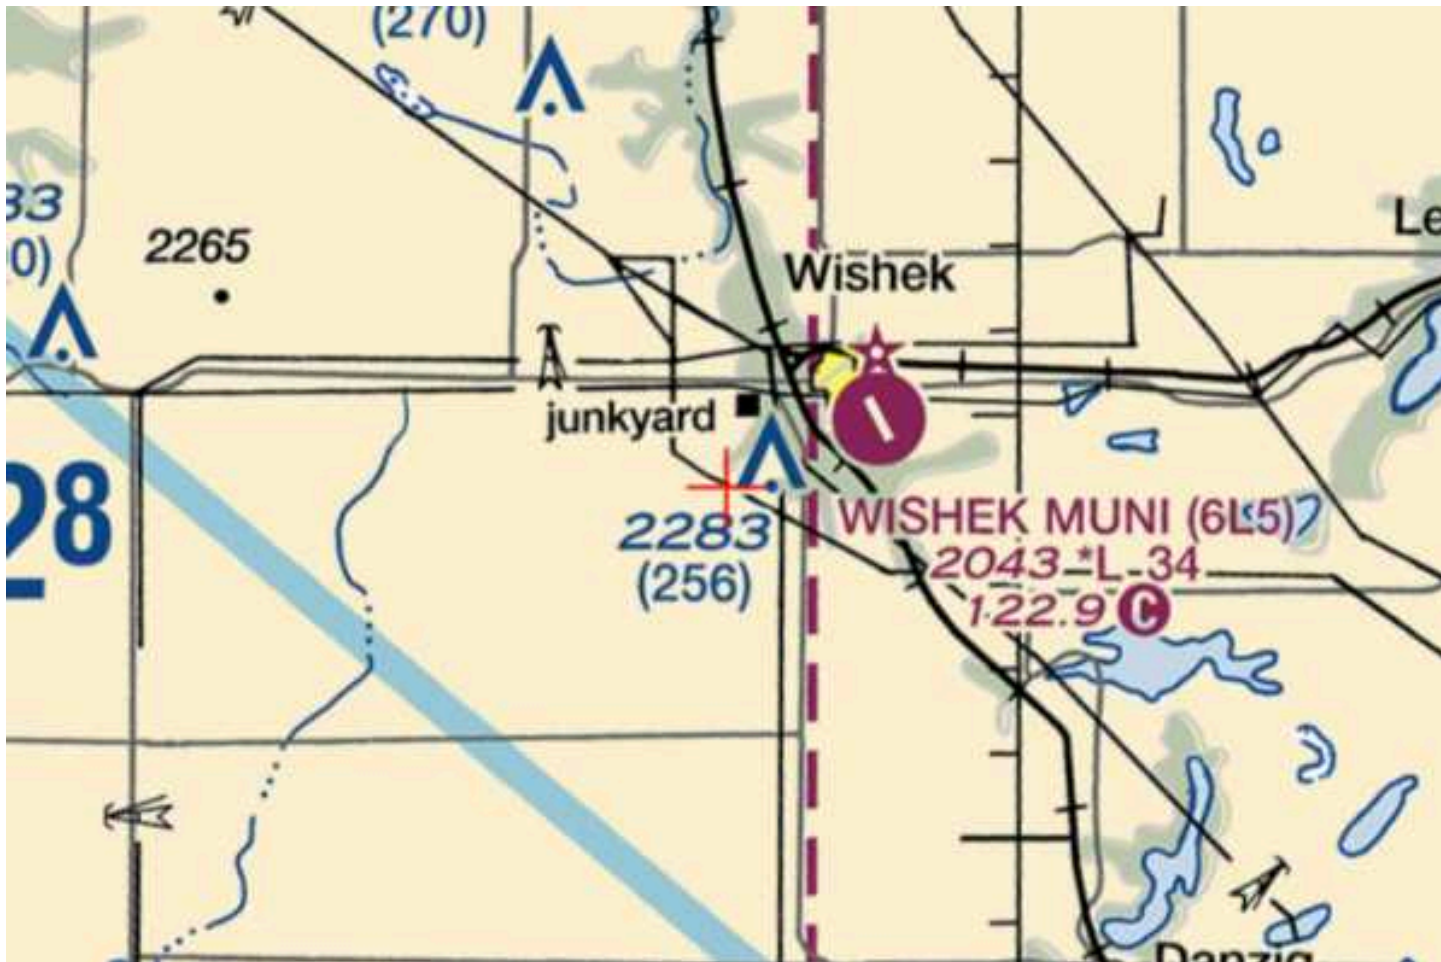 (270)
33
0)
2265
Le
Wishek
junkyard
28
2283
(256)
WISHEK MUNI (6L5)
2043 *L-34
122.9 C
Danzig